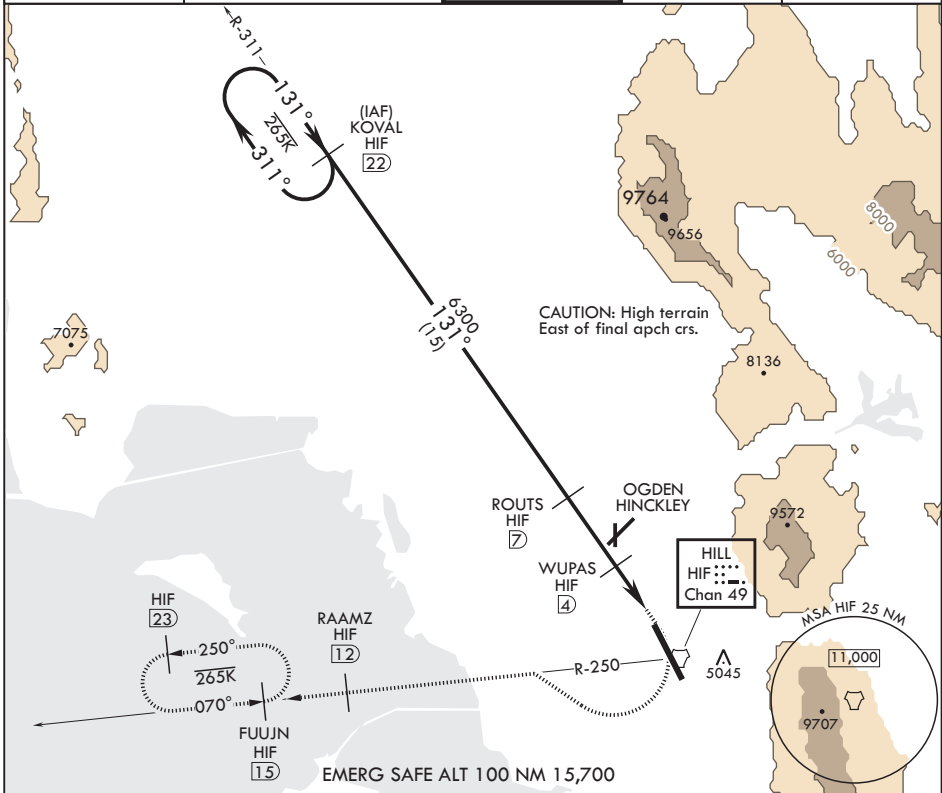 R-311
131°
265K
311°
(IAF)
KOVAL
HIF
22
9764
9656
8000
6000
6300
131°
(15)
CAUTION: High terrain
East of final apch crs.
7075
8136
ROUTS
HIF
7
OGDEN
HINCKLEY
9572
WUPAS
HIF
4
HILL
HIF
Chan 49
HIF
23
RAAMZ
HIF
12
MSA HIF 25 NM
250°
265K
070°
R-250
5045
11,000
9707
FUUJN
HIF
15
EMERG SAFE ALT 100 NM 15,700